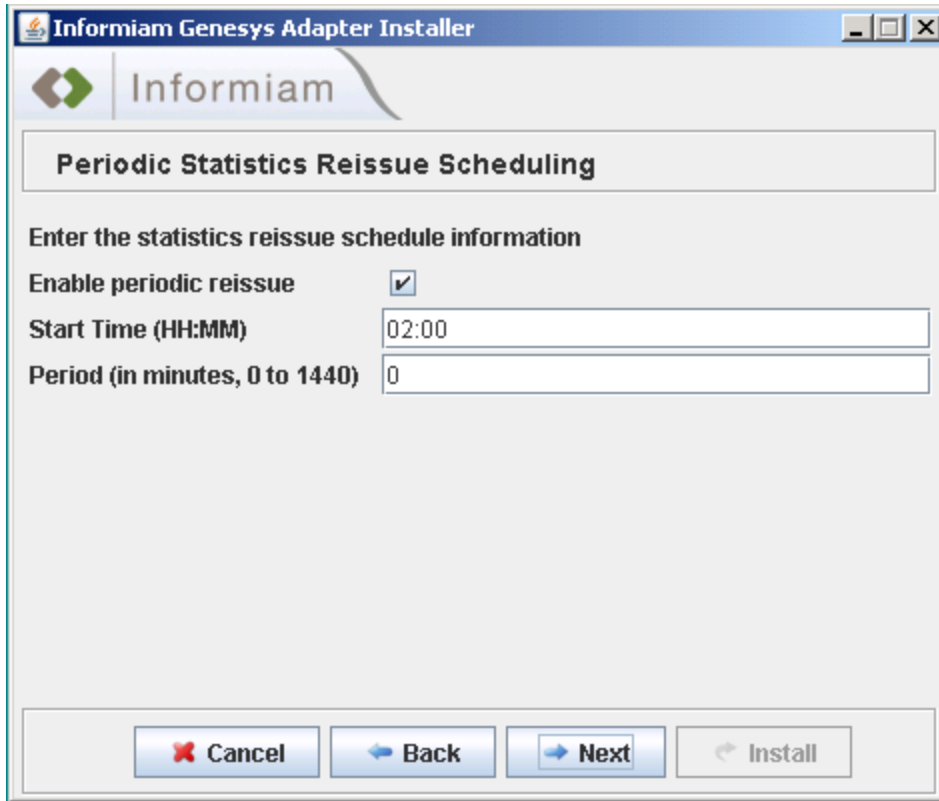 Informiam Genesys Adapter Installer
Informiam
Periodic Statistics Reissue Scheduling
Enter the statistics reissue schedule information
Enable periodic reissue
Start Time (HH:MM) 02:00
Period (in minutes, 0 to 1440) 0
Cancel Back Next Install